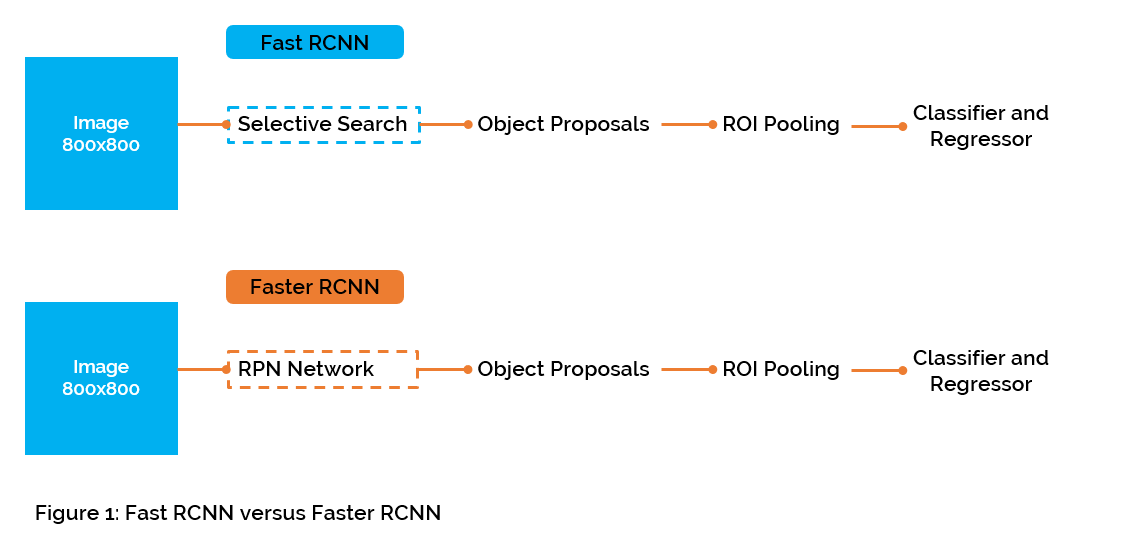 Fast RCNN
Image
800x800
Selective Search
Object Proposals
ROI Pooling
Classifier and
Regressor
Faster RCNN
Image
800x800
RPN Network
Object Proposals
ROI Pooling
Classifier and
Regressor
Figure 1: Fast RCNN versus Faster RCNN